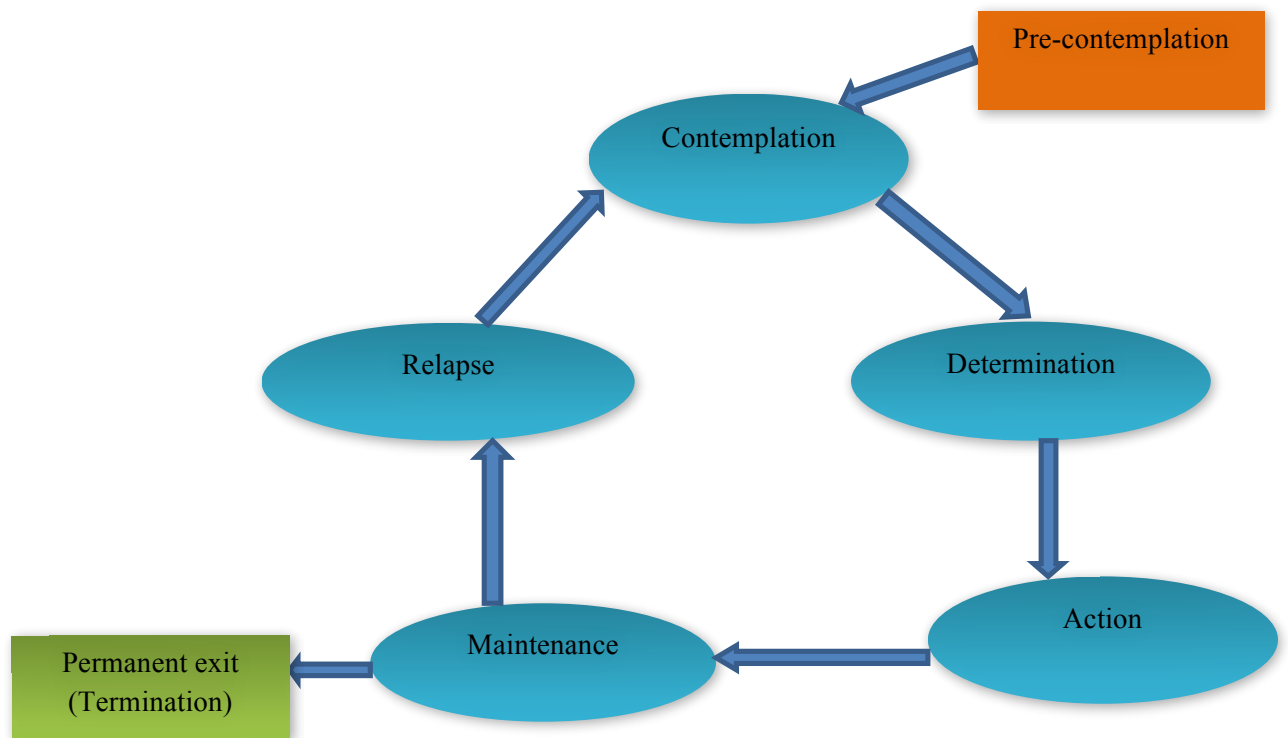 Pre-contemplation
Contemplation
Relapse
Determination
Action
Maintenance
Permanent exit
(Termination)